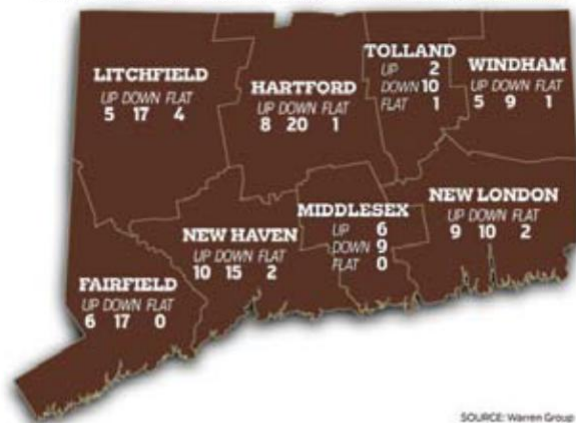 LITCHFIELD
UP DOWN FLAT
5 17 4
HARTFORD
UP DOWN FLAT
8 20 1
TOLLAND
UP 2
DOWN 10
FLAT 1
WINDHAM
UP DOWN FLAT
5 9 1
FAIRFIELD
UP DOWN FLAT
6 17 0
NEW HAVEN
UP DOWN FLAT
10 15 2
MIDDLESEX
UP 6
DOWN 9
FLAT 0
NEW LONDON
UP DOWN FLAT
9 10 2
SOURCE: Warren Group